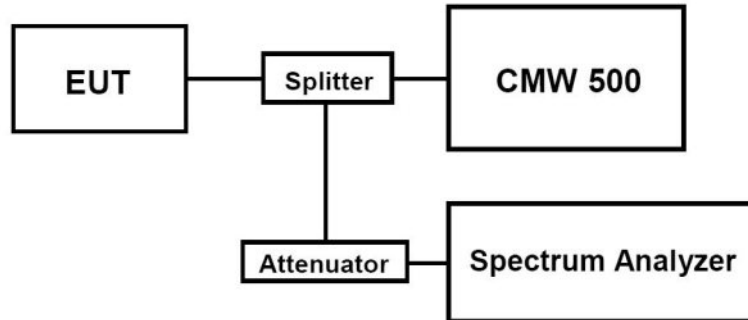 EUT
Splitter
CMW 500
Attenuator
Spectrum Analyzer